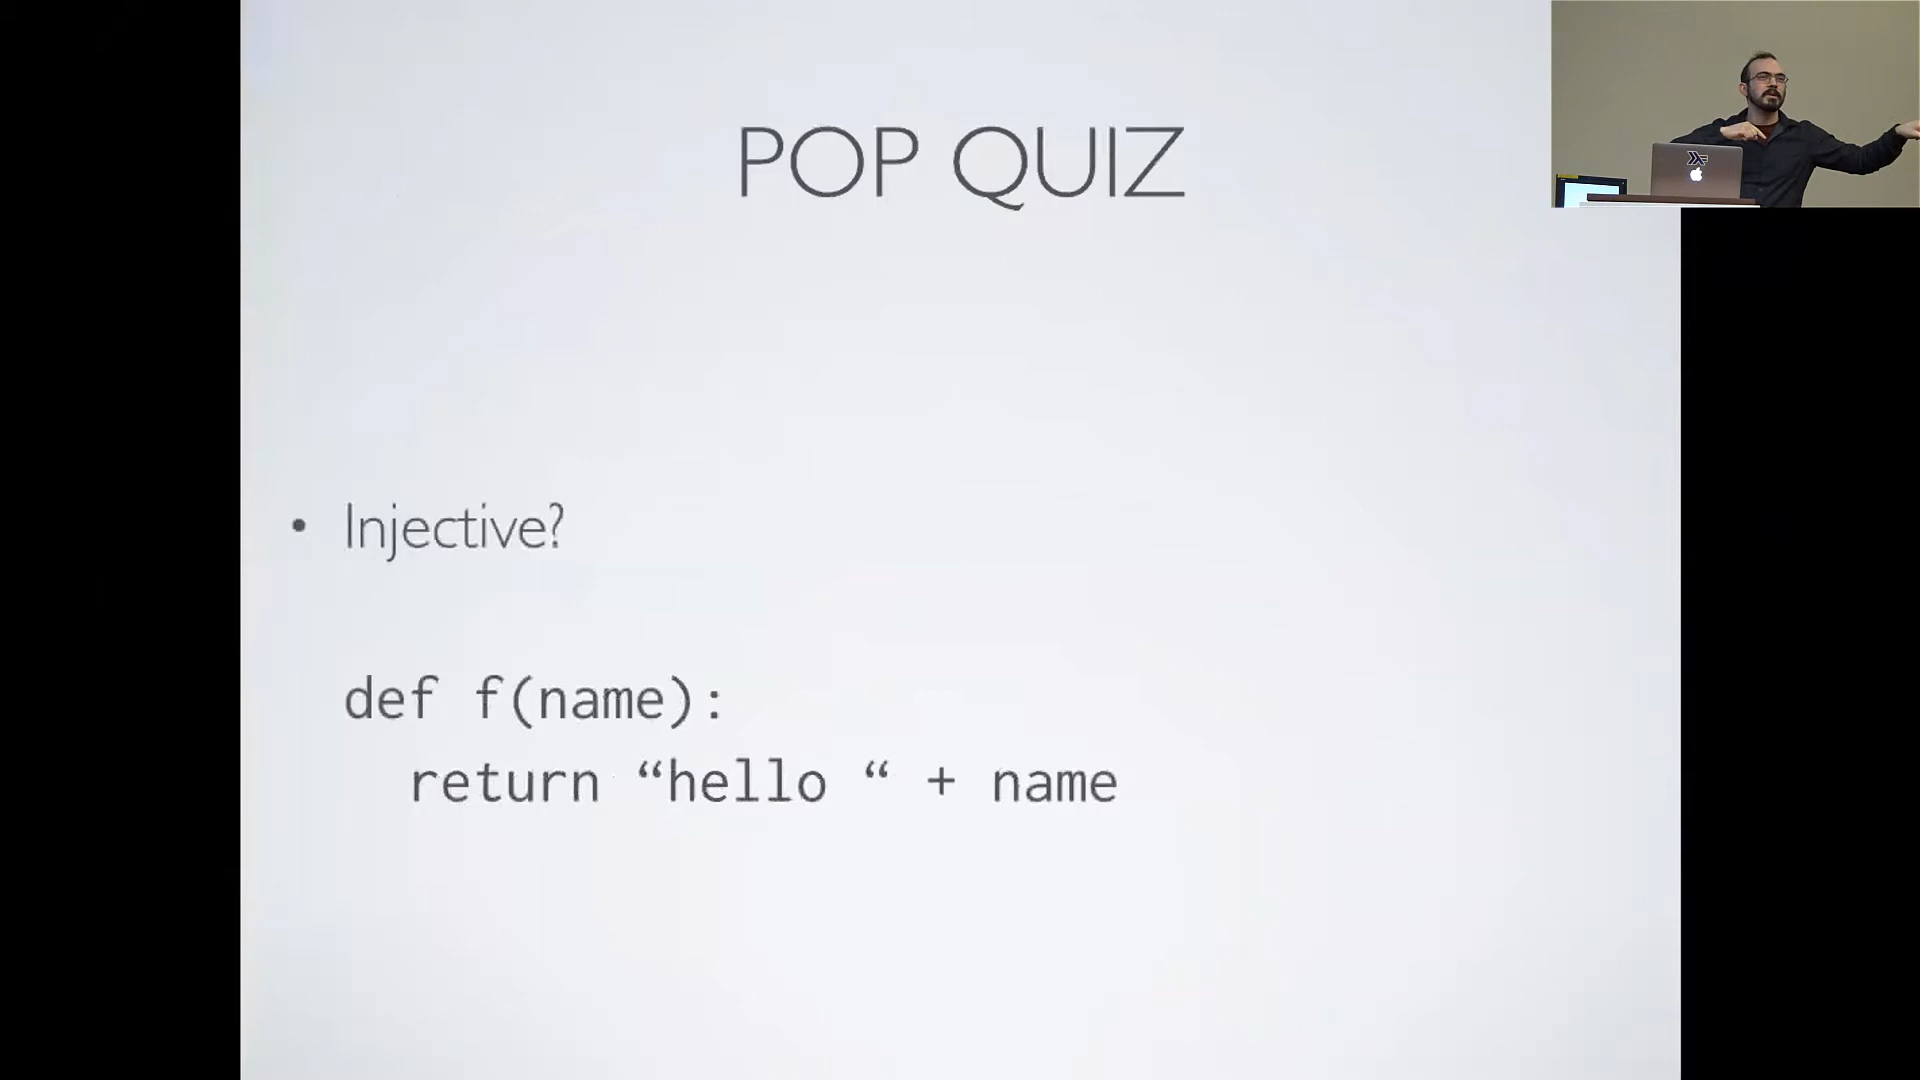 POP QUIZ
• Injective?
def f(name):
return “hello “ + name